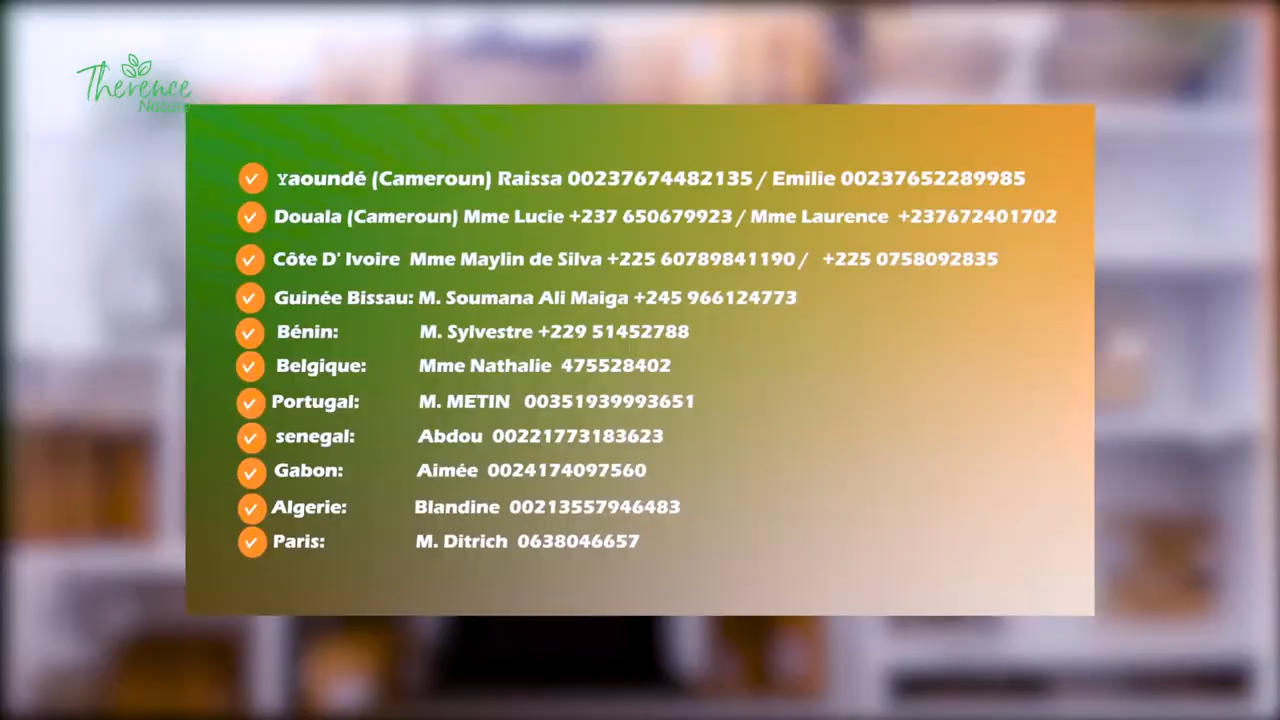 Therence
Nature
Yaoundé (Cameroun) Raissa 00237674482135 / Emilie 00237652289985
Douala (Cameroun) Mme Lucie +237 650679923 / Mme Laurence +237672401702
Côte D' Ivoire Mme Maylin de Silva +225 60789841190 / +225 0758092835
Guinée Bissau: M. Soumana Ali Maiga +245 966124773
Bénin: M. Sylvestre +229 51452788
Belgique: Mme Nathalie 475528402
Portugal: M. METIN 00351939993651
senegal: Abdou 00221773183623
Gabon: Aimée 0024174097560
Algerie: Blandine 00213557946483
Paris: M. Ditrich 0638046657